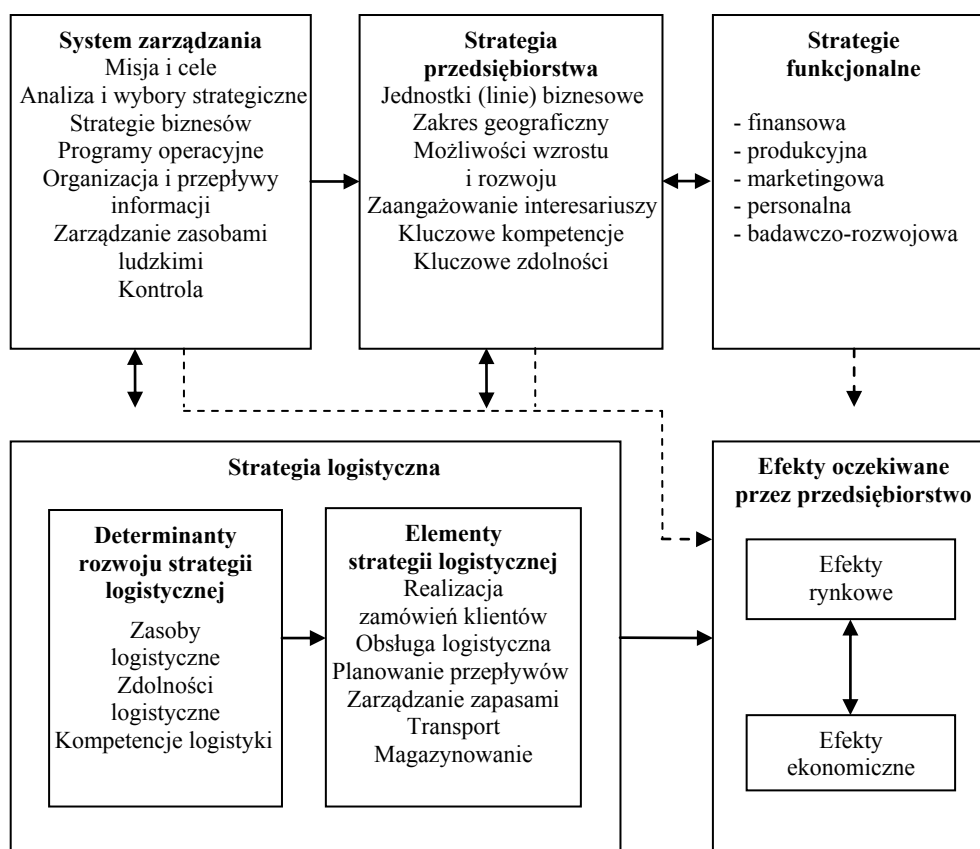 System zarządzania
Misja i cele
Analiza i wybory strategiczne
Strategie biznesów
Programy operacyjne
Organizacja i przepływy
informacji
Zarządzanie zasobami
ludzkimi
Kontrola
Strategia
przedsiębiorstwa
Jednostki (linie) biznesowe
Zakres geograficzny
Możliwości wzrostu
i rozwoju
Zaangażowanie interesariuszy
Kluczowe kompetencje
Kluczowe zdolności
Strategie
funkcjonalne
- finansowa
- produkcyjna
- marketingowa
- personalna
- badawczo-rozwojowa
Strategia logistyczna
Determinanty
rozwoju strategii
logistycznej
Zasoby
logistyczne
Zdolności
logistyczne
Kompetencje logistyki
Elementy
strategii logistycznej
Realizacja
zamówień klientów
Obsługa logistyczna
Planowanie przepływów
Zarządzanie zapasami
Transport
Magazynowanie
Efekty oczekiwane
przez przedsiębiorstwo
Efekty
rynkowe
Efekty
ekonomiczne